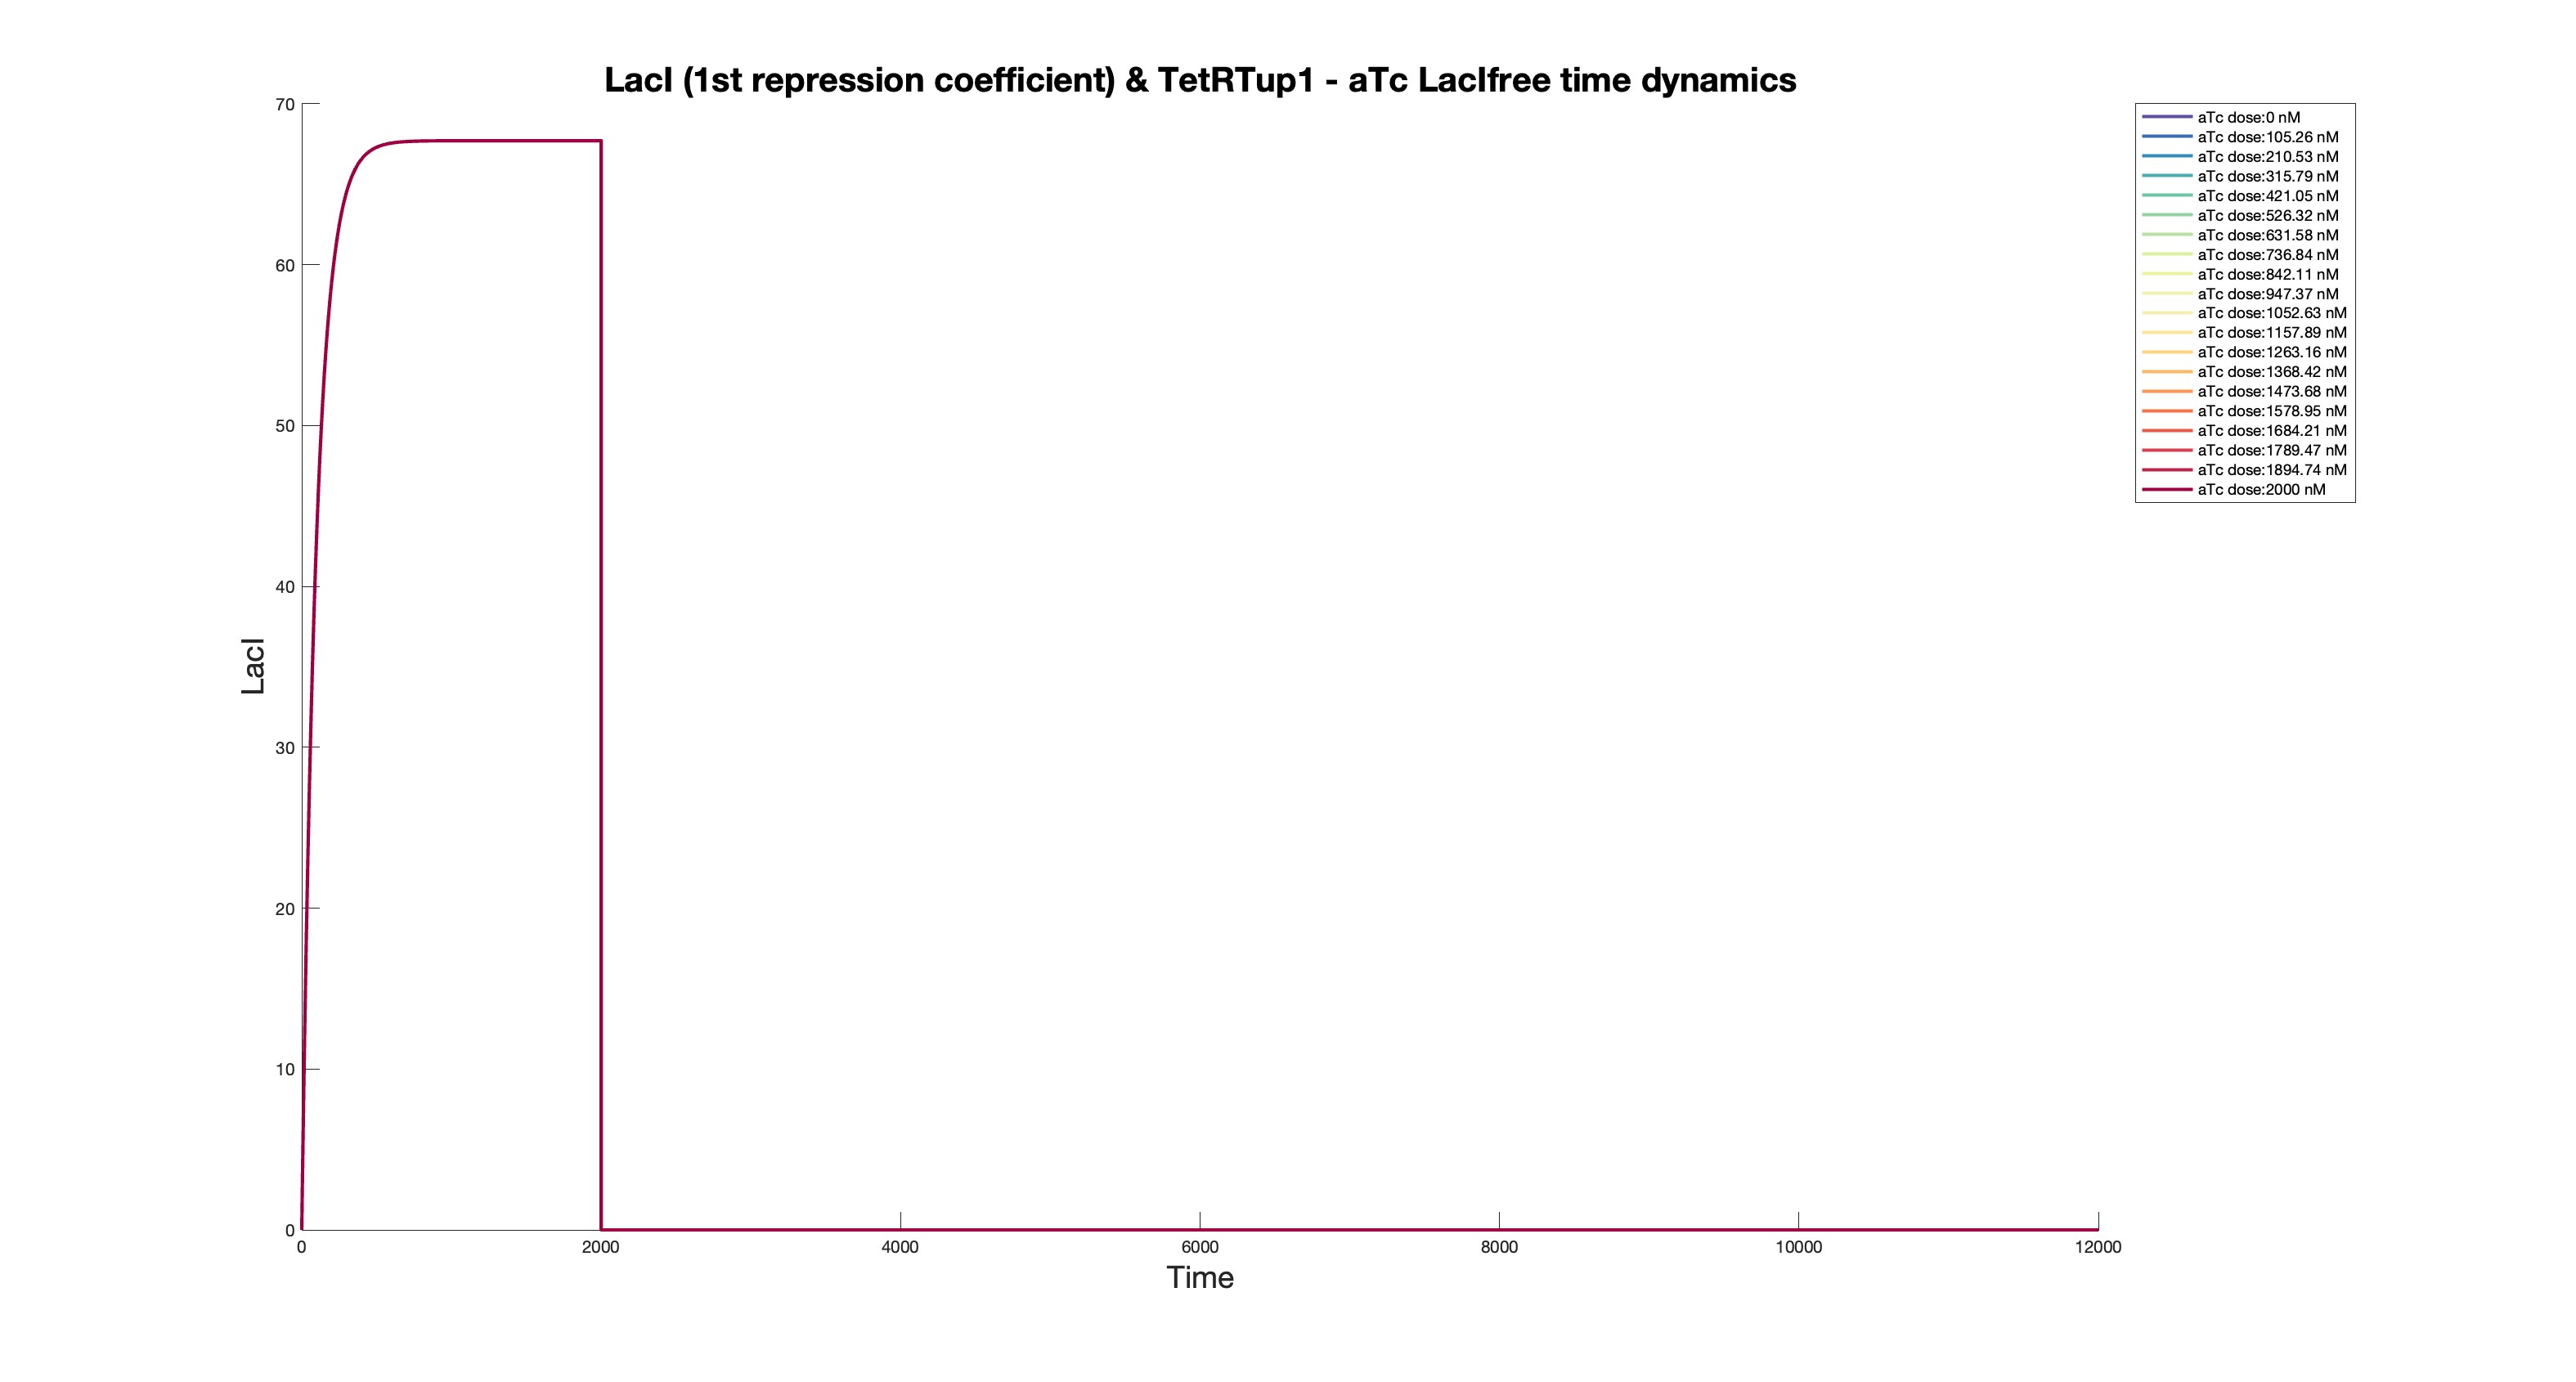 LacI (1st repression coefficient) & TetRTup1 - aTc LacIfree time dynamics
70
60
50
40
30
20
10
0
LacI
0
2000
4000
6000
8000
10000
12000
Time
aTc dose:0 nM
aTc dose:105.26 nM
aTc dose:210.53 nM
aTc dose:315.79 nM
aTc dose:421.05 nM
aTc dose:526.32 nM
aTc dose:631.58 nM
aTc dose:736.84 nM
aTc dose:842.11 nM
aTc dose:947.37 nM
aTc dose:1052.63 nM
aTc dose:1157.89 nM
aTc dose:1263.16 nM
aTc dose:1368.42 nM
aTc dose:1473.68 nM
aTc dose:1578.95 nM
aTc dose:1684.21 nM
aTc dose:1789.47 nM
aTc dose:1894.74 nM
aTc dose:2000 nM